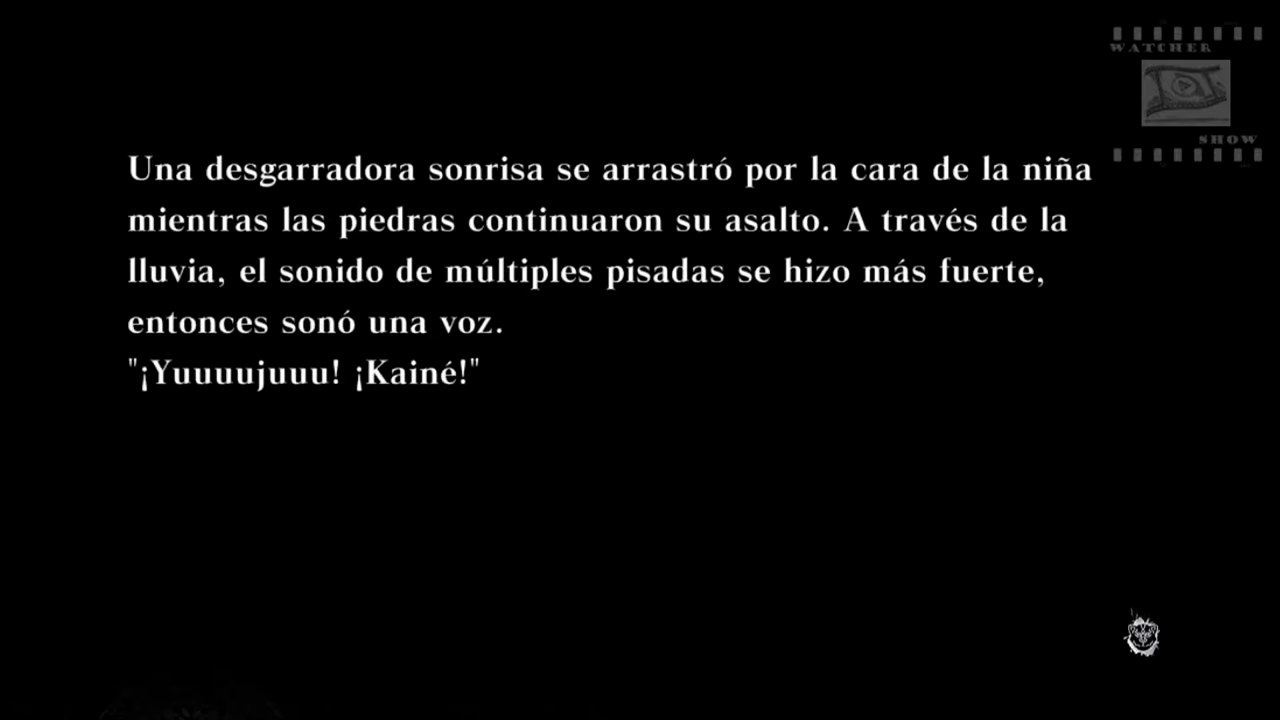 WATCHER
SHOW
Una desgarradora sonrisa se arrastró por la cara de la niña
mientras las piedras continuaron su asalto. A través de la
lluvia, el sonido de múltiples pisadas se hizo más fuerte,
entonces sonó una voz.
"¡Yuuuujuuu! ¡Kainé!"